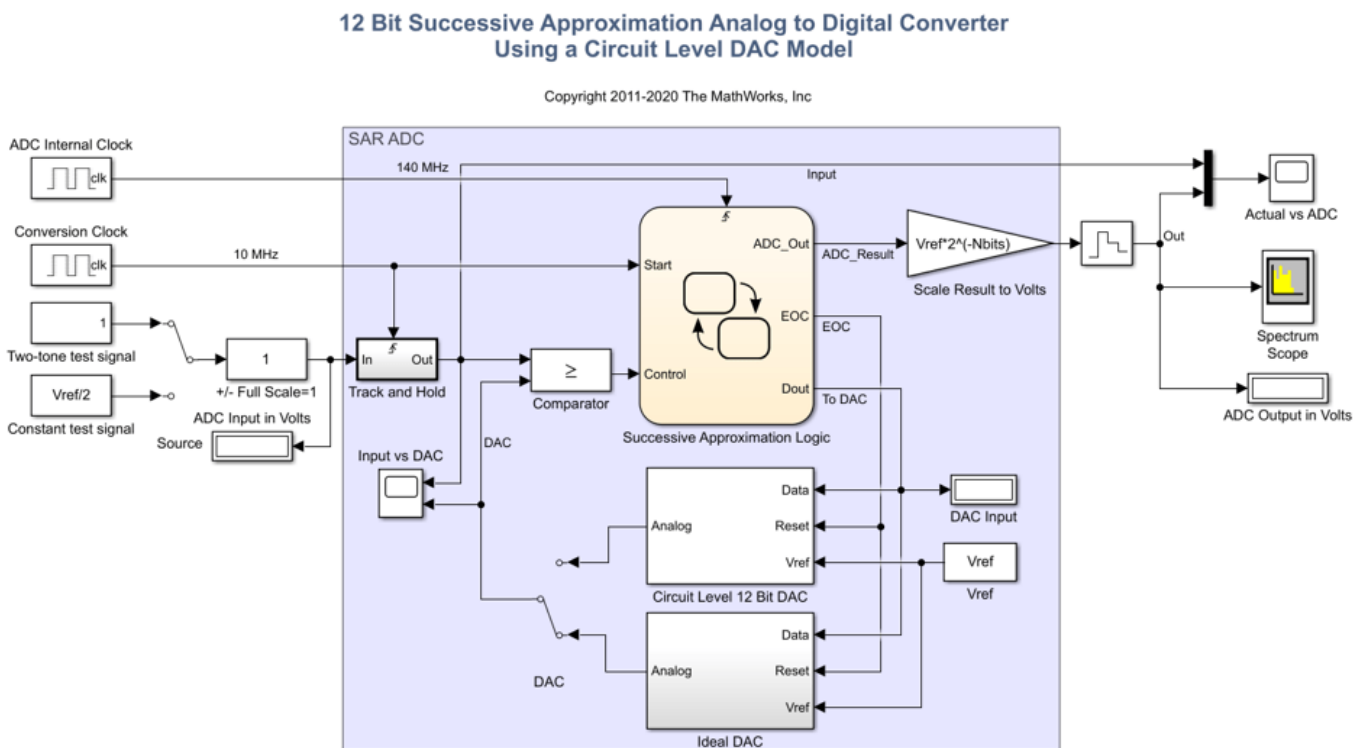 12 Bit Successive Approximation Analog to Digital Converter
Using a Circuit Level DAC Model
Copyright 2011-2020 The MathWorks, Inc
SAR ADC
ADC Internal Clock
clk
140 MHz
Input
Actual vs ADC
Conversion Clock
clk
10 MHz
Start
ADC_Out
ADC_Result
Vref*2^(-Nbits)
Scale Result to Volts
Out
Spectrum
Scope
1
Two-tone test signal
1
+/- Full Scale=1
In
Out
Track and Hold
≥
Comparator
Control
EOC
EOC
Dout
To DAC
Successive Approximation Logic
ADC Output in Volts
Vref/2
Constant test signal
ADC Input in Volts
Source
Input vs DAC
DAC
Data
Analog
Reset
Vref
Circuit Level 12 Bit DAC
DAC Input
Vref
Vref
DAC
Data
Analog
Reset
Vref
Ideal DAC